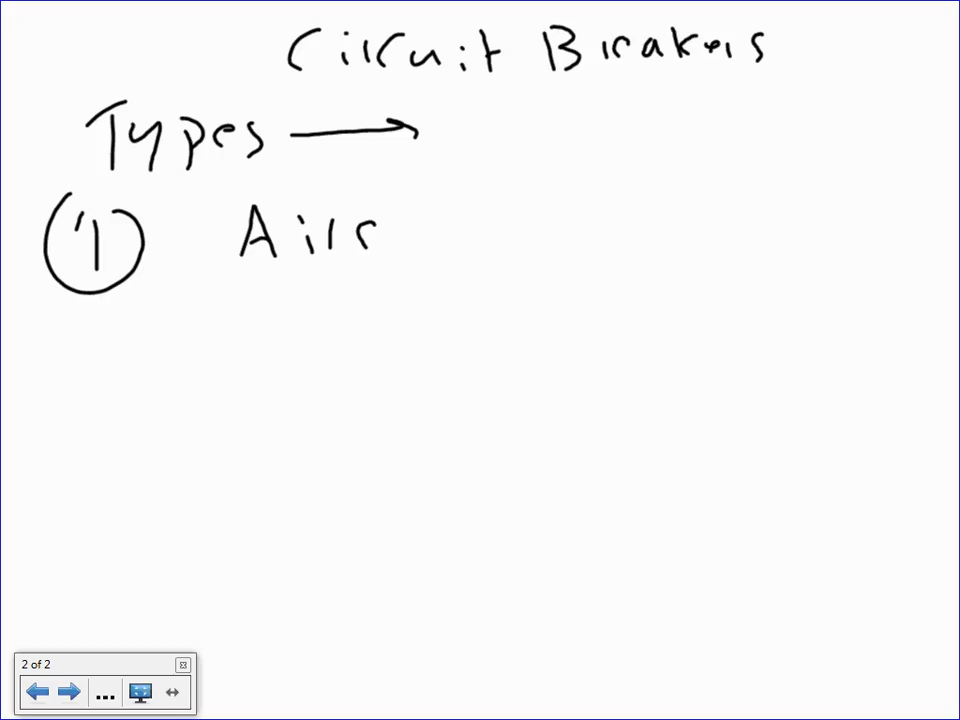 Circuit Brakers
Types →
1 Air
2 of 2
...